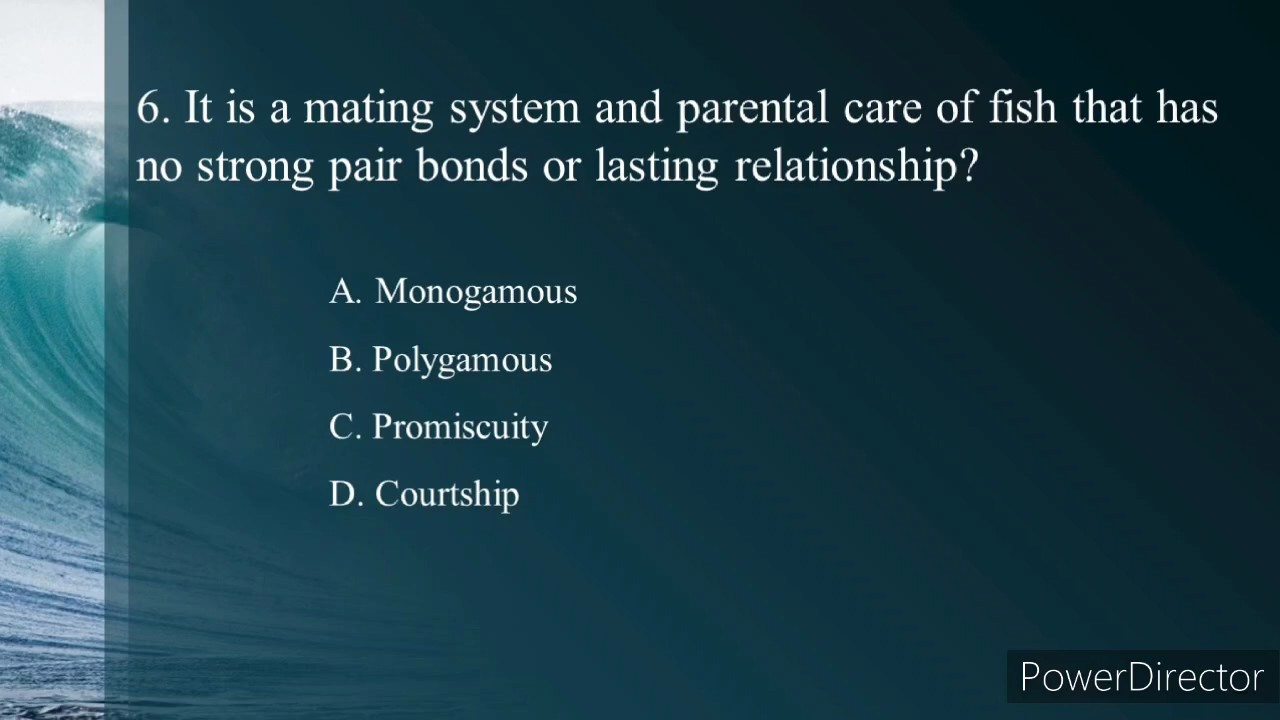 6. It is a mating system and parental care of fish that has
no strong pair bonds or lasting relationship?
A. Monogamous
B. Polygamous
C. Promiscuity
D. Courtship
PowerDirector